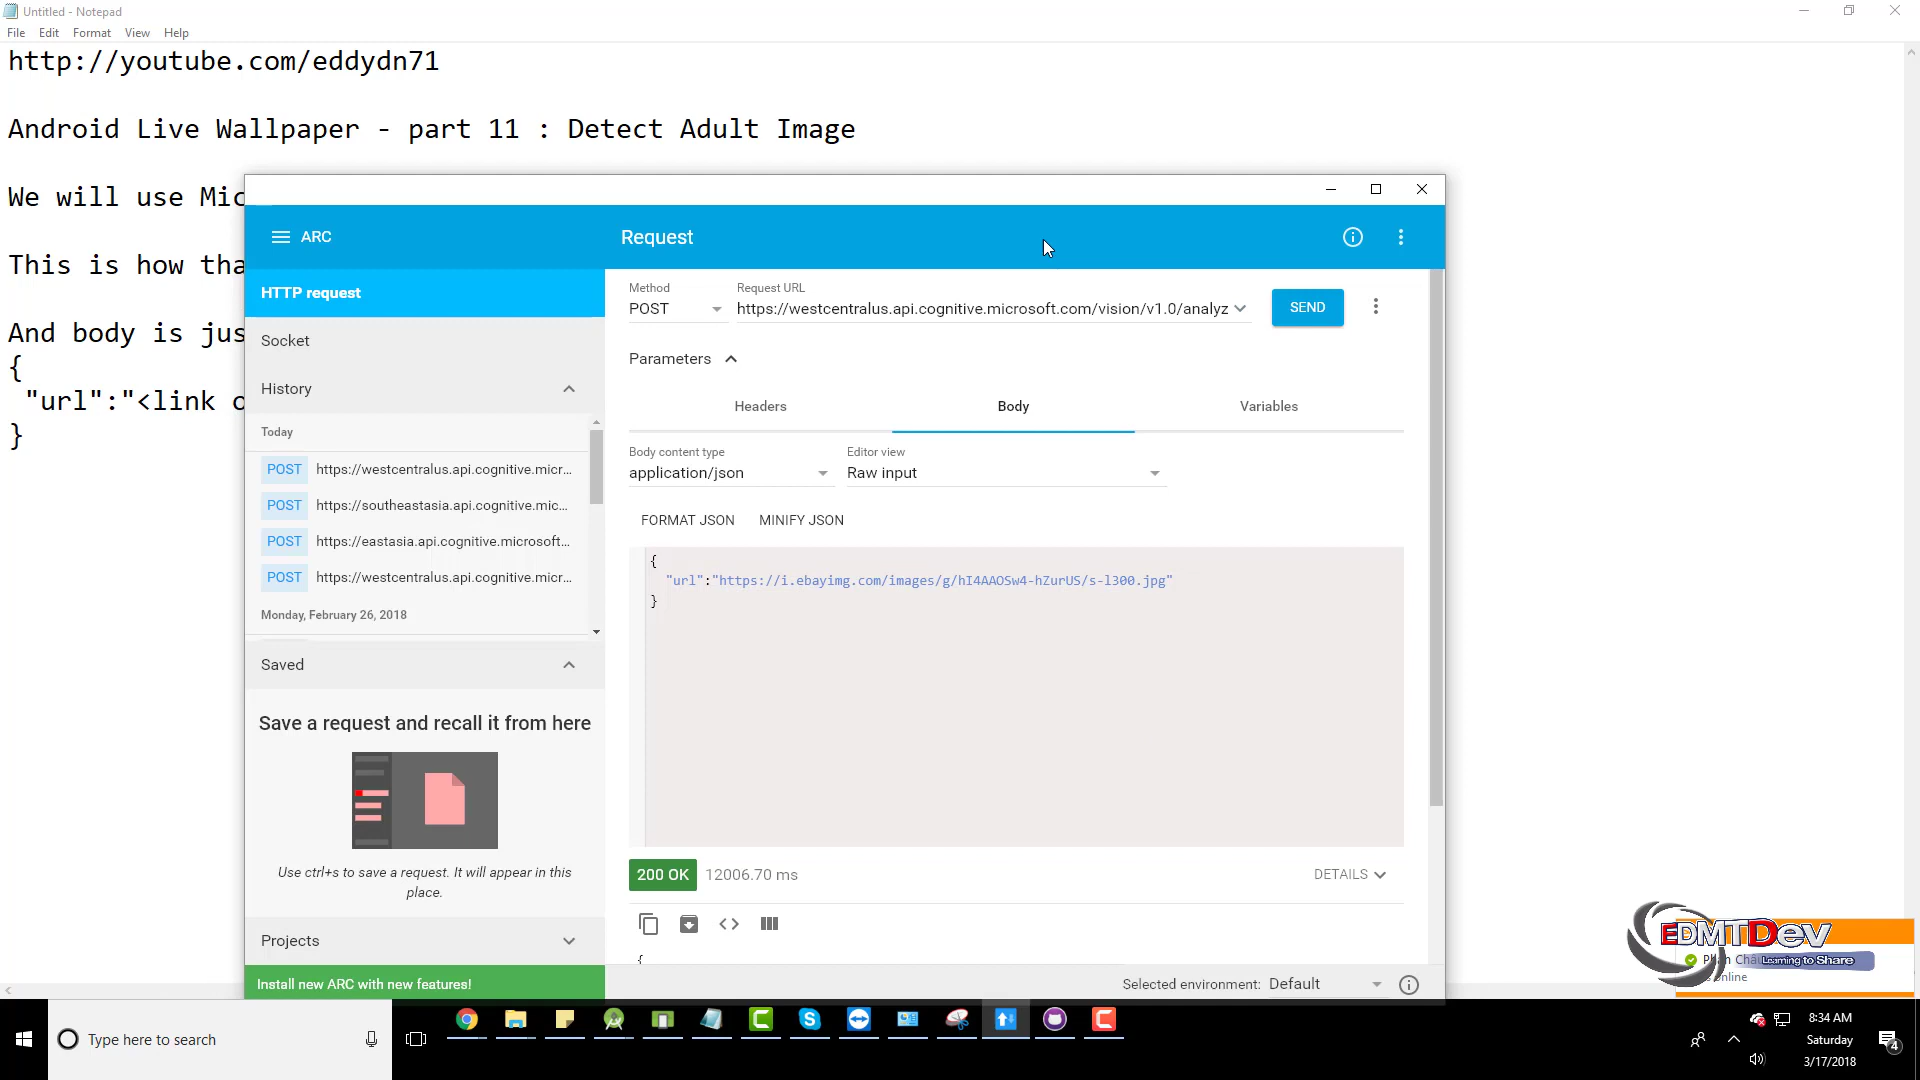 Untitled - Notepad
File Edit Format View Help
http://youtube.com/eddydn71
Android Live Wallpaper - part 11 : Detect Adult Image
We will use Mic
This is how tha
And body is jus
{
"url":"<link
}
ARC
Request
HTTP request
Socket
History
Today
POST https://westcentralus.api.cognitive.micr...
POST https://southeastasia.api.cognitive.mic...
POST https://eastasia.api.cognitive.microsoft...
POST https://westcentralus.api.cognitive.micr...
Monday, February 26, 2018
Saved
Save a request and recall it from here
Use ctrl+s to save a request. It will appear in this
place.
Projects
Install new ARC with new features!
Method
POST
Request URL
https://westcentralus.api.cognitive.microsoft.com/vision/v1.0/analyz
SEND
Parameters
Headers Body Variables
Body content type
application/json
Editor view
Raw input
FORMAT JSON MINIFY JSON
{
"url":"https://i.ebayimg.com/images/g/hI4AAOSw4-hZurUS/s-l300.jpg"
}
200 OK 12006.70 ms DETAILS
{
Selected environment: Default
EDMTDev
Learning to Share
Type here to search
8:34 AM
Saturday
3/17/2018
4